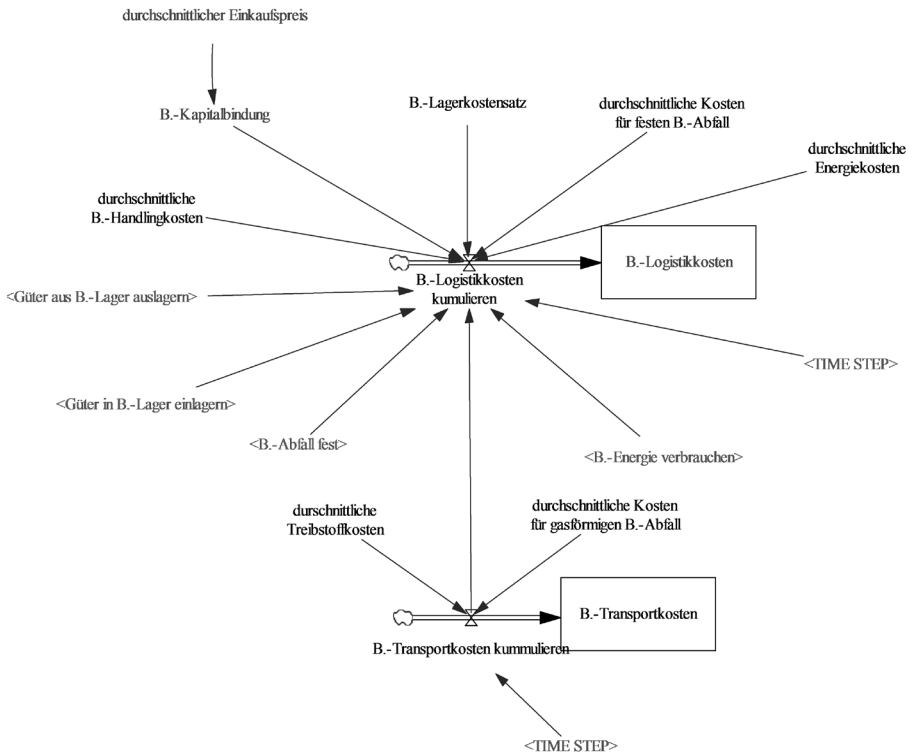 durchschnittlicher Einkaufspreis
B.-Kapitalbindung
B.-Lagerkostensatz
durchschnittliche Kosten
für festen B.-Abfall
durchschnittliche
Energiekosten
durchschnittliche
B.-Handlingkosten
B.-Logistikkosten
B.-Logistikkosten
kumulieren
<Güter aus B.-Lager auslagern>
<TIME STEP>
<Güter in B.-Lager einlagern>
<B.-Abfall fest>
<B.-Energie verbrauchen>
durschnittliche
Treibstoffkosten
durchschnittliche Kosten
für gasförmigen B.-Abfall
B.-Transportkosten
B.-Transportkosten kummulieren
<TIME STEP>